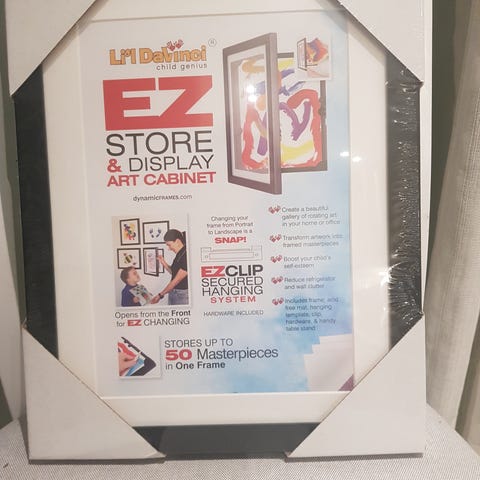 Li'l DaVinci®
child genius
EZ
STORE
& DISPLAY
ART CABINET
dynamicFRAMES.com
Changing your
frame from Portrait
to Landscape is a
SNAP!
EZCLIP
SECURED
HANGING
SYSTEM
HARDWARE INCLUDED
Create a beautiful
gallery of rotating art
in your home or office
Transform artwork into
framed masterpieces
Boost your child's
self-esteem
Reduce refrigerator
and wall clutter
Includes frame, acid
free mat, hanging
template, clip,
hardware, & handy
table stand
Opens from the Front
for EZ CHANGING
STORES UP TO
50 Masterpieces
in One Frame